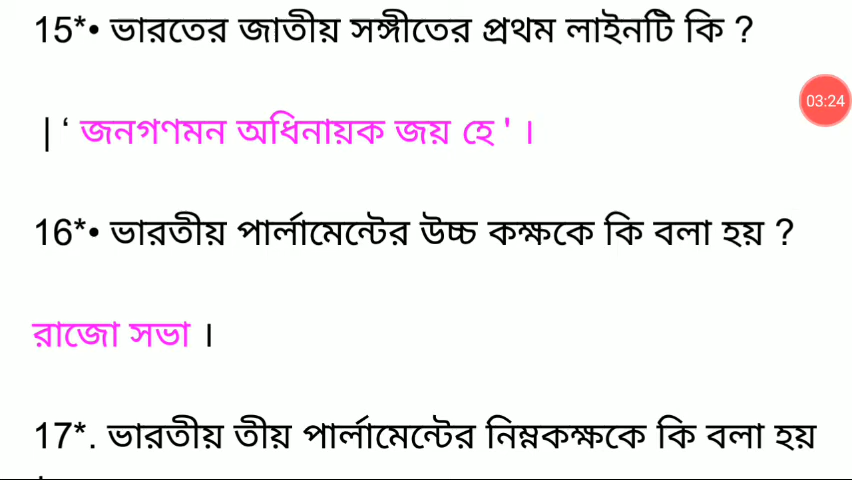 15*• ভারতের জাতীয় সঙ্গীতের প্রথম লাইনটি কি ?
03:24
| ‘ জনগণমন অধিনায়ক জয় হে ' ।
16*• ভারতীয় পার্লামেন্টের উচ্চ কক্ষকে কি বলা হয় ?
রাজো সভা ।
17*. ভারতীয় তীয় পার্লামেন্টের নিম্নকক্ষকে কি বলা হয়